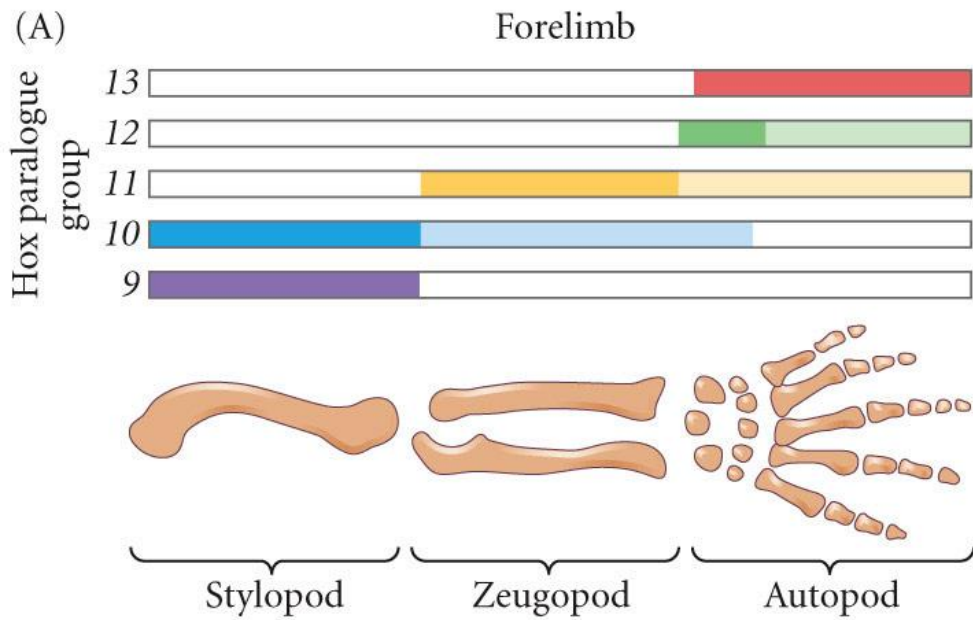 (A)
Forelimb
Hox paralogue
group
13
12
11
10
9
Stylopod
Zeugopod
Autopod